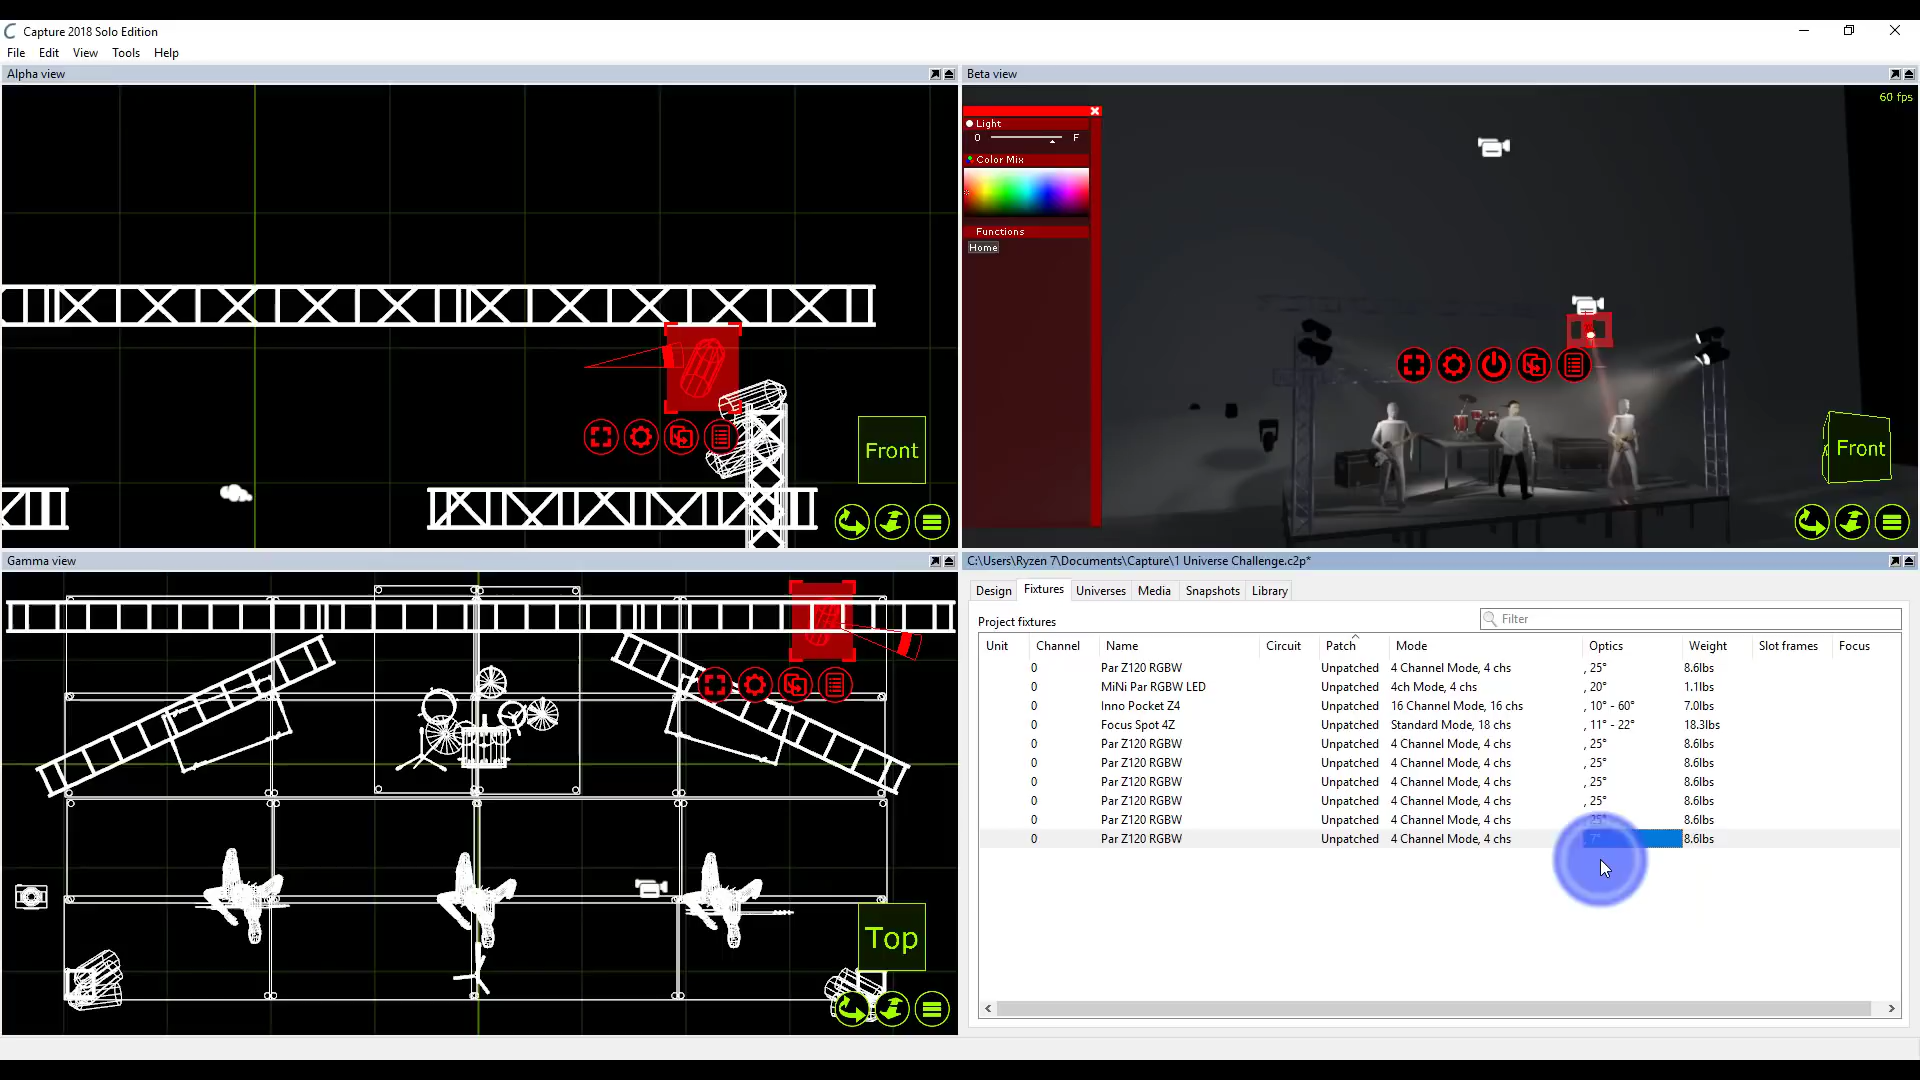 Capture 2018 Solo Edition
File Edit View Tools Help
Alpha view
Front
Beta view
60 fps
Light
0 F
Color Mix
Functions
Home
Front
Gamma view
Top
C:\Users\Ryzen 7\Documents\Capture\1 Universe Challenge.c2p*
Design Fixtures Universes Media Snapshots Library
Project fixtures
Filter
Unit Channel Name Circuit Patch Mode Optics Weight Slot frames Focus
0 Par Z120 RGBW Unpatched 4 Channel Mode, 4 chs , 25° 8.6lbs
0 MiNi Par RGBW LED Unpatched 4ch Mode, 4 chs , 20° 1.1lbs
0 Inno Pocket Z4 Unpatched 16 Channel Mode, 16 chs , 10° - 60° 7.0lbs
0 Focus Spot 4Z Unpatched Standard Mode, 18 chs , 11° - 22° 18.3lbs
0 Par Z120 RGBW Unpatched 4 Channel Mode, 4 chs , 25° 8.6lbs
0 Par Z120 RGBW Unpatched 4 Channel Mode, 4 chs , 25° 8.6lbs
0 Par Z120 RGBW Unpatched 4 Channel Mode, 4 chs , 25° 8.6lbs
0 Par Z120 RGBW Unpatched 4 Channel Mode, 4 chs , 25° 8.6lbs
0 Par Z120 RGBW Unpatched 4 Channel Mode, 4 chs , 25° 8.6lbs
0 Par Z120 RGBW Unpatched 4 Channel Mode, 4 chs , 7° 8.6lbs